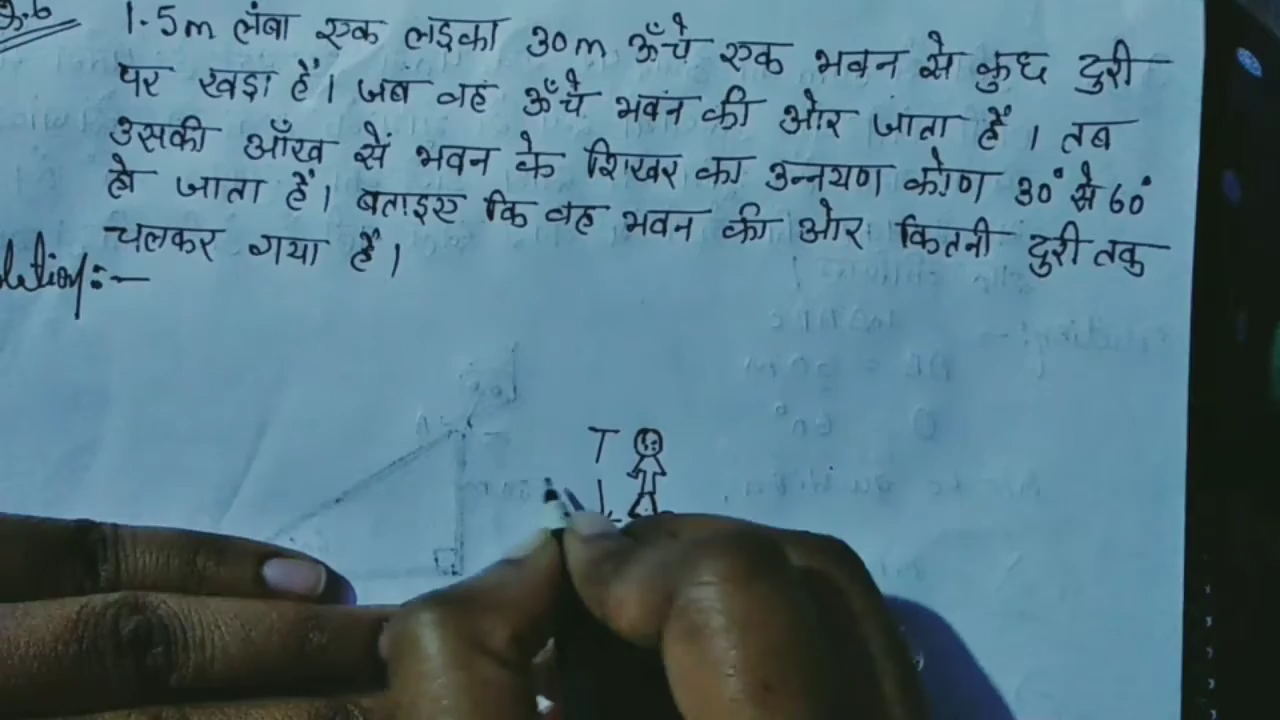 1.5m लंबा एक लड़का 30m ऊँचे एक भवन से कुछ दुरी
पर खड़ा हैं। जब वह ऊँचे भवन की ओर जाता हैं। तब
उसकी आँख सें भवन के शिखर का उन्नयण कोण 30° से 60°
हो जाता हैं। बताइए कि वह भवन की ओर कितनी दुरी तक
चलकर गया हैं।